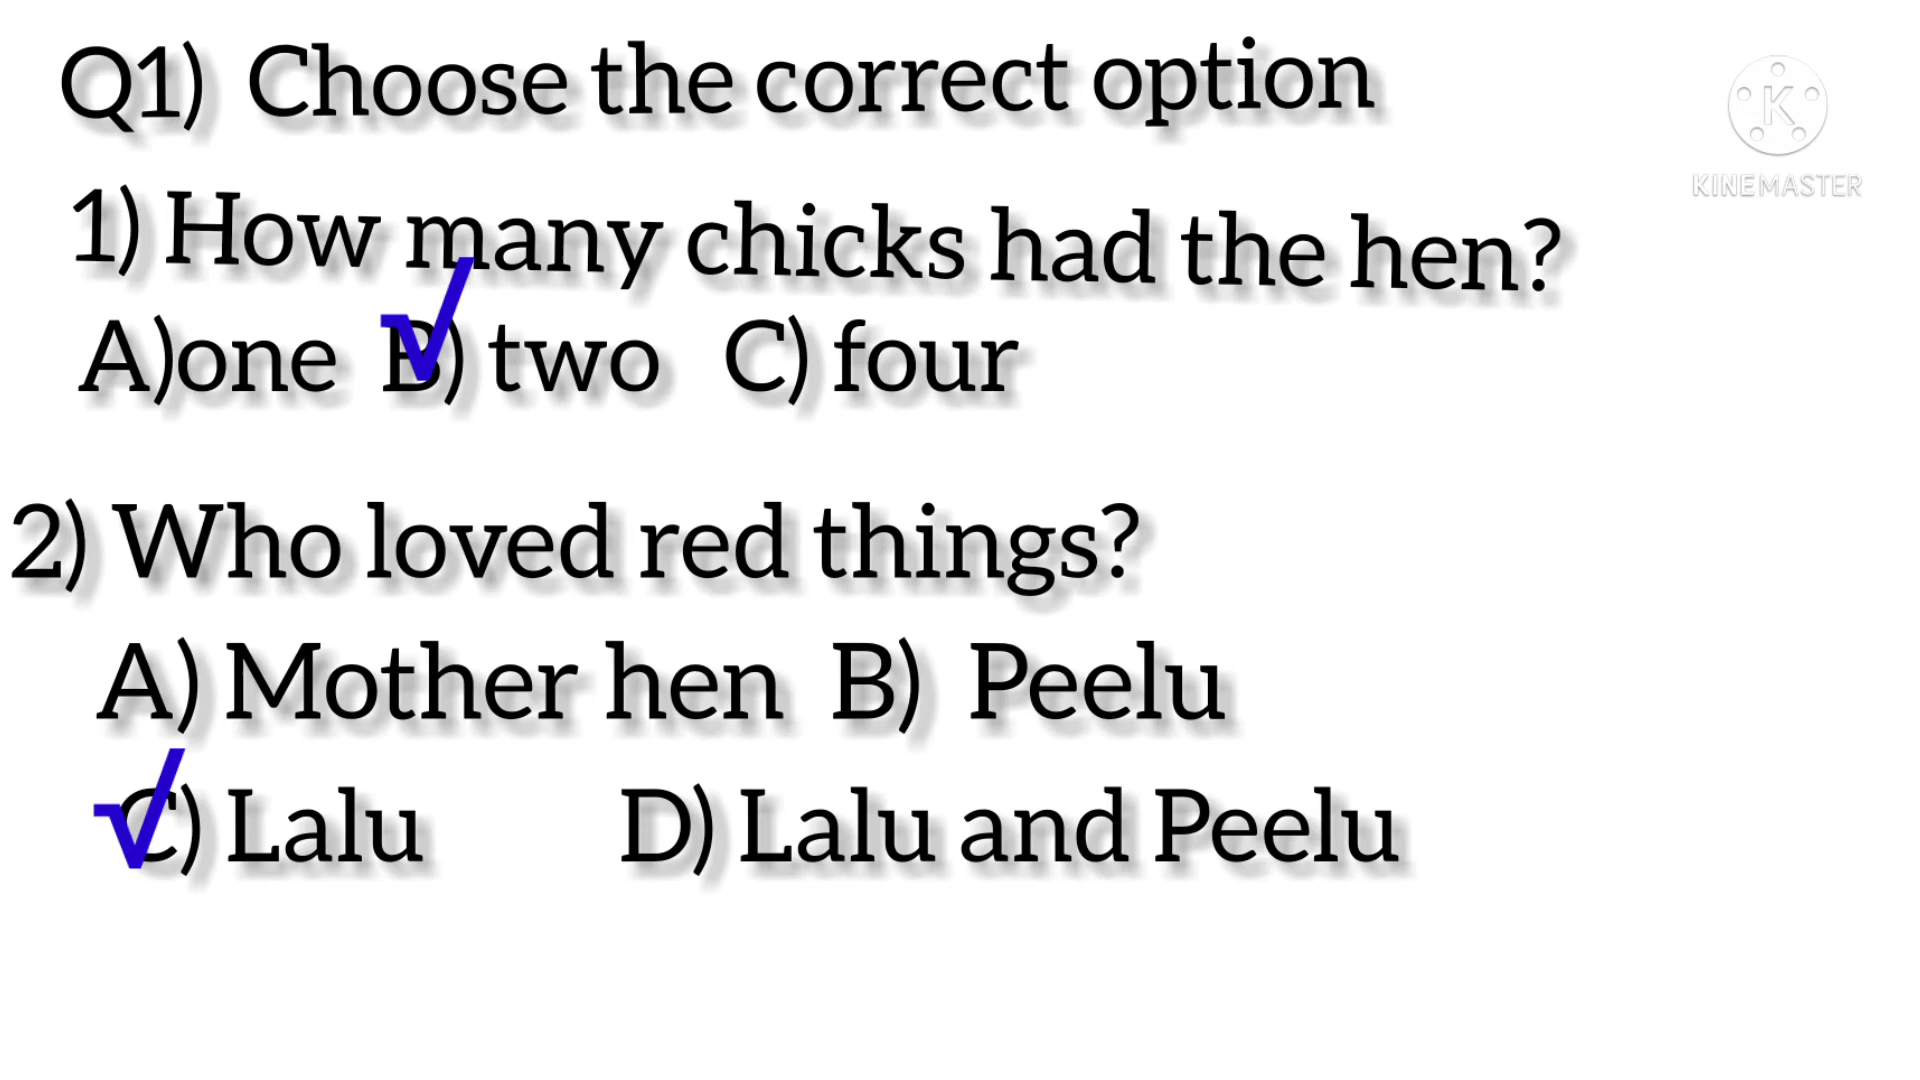 Q1) Choose the correct option
K
KINEMASTER
1) How many chicks had the hen?
A)one B) two C) four
2) Who loved red things?
A) Mother hen B) Peelu
C) Lalu D) Lalu and Peelu